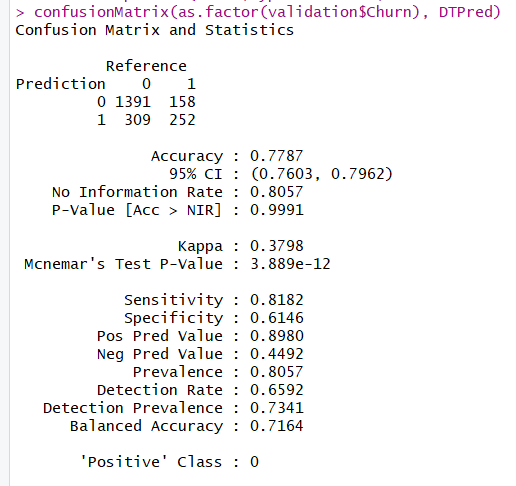 > confusionMatrix(as.factor(validation$Churn), DTPred)
Confusion Matrix and Statistics
Reference
Prediction 0 1
0 1391 158
1 309 252
Accuracy : 0.7787
95% CI : (0.7603, 0.7962)
No Information Rate : 0.8057
P-Value [Acc > NIR] : 0.9991
Kappa : 0.3798
Mcnemar's Test P-Value : 3.889e-12
Sensitivity : 0.8182
Specificity : 0.6146
Pos Pred Value : 0.8980
Neg Pred Value : 0.4492
Prevalence : 0.8057
Detection Rate : 0.6592
Detection Prevalence : 0.7341
Balanced Accuracy : 0.7164
'Positive' Class : 0